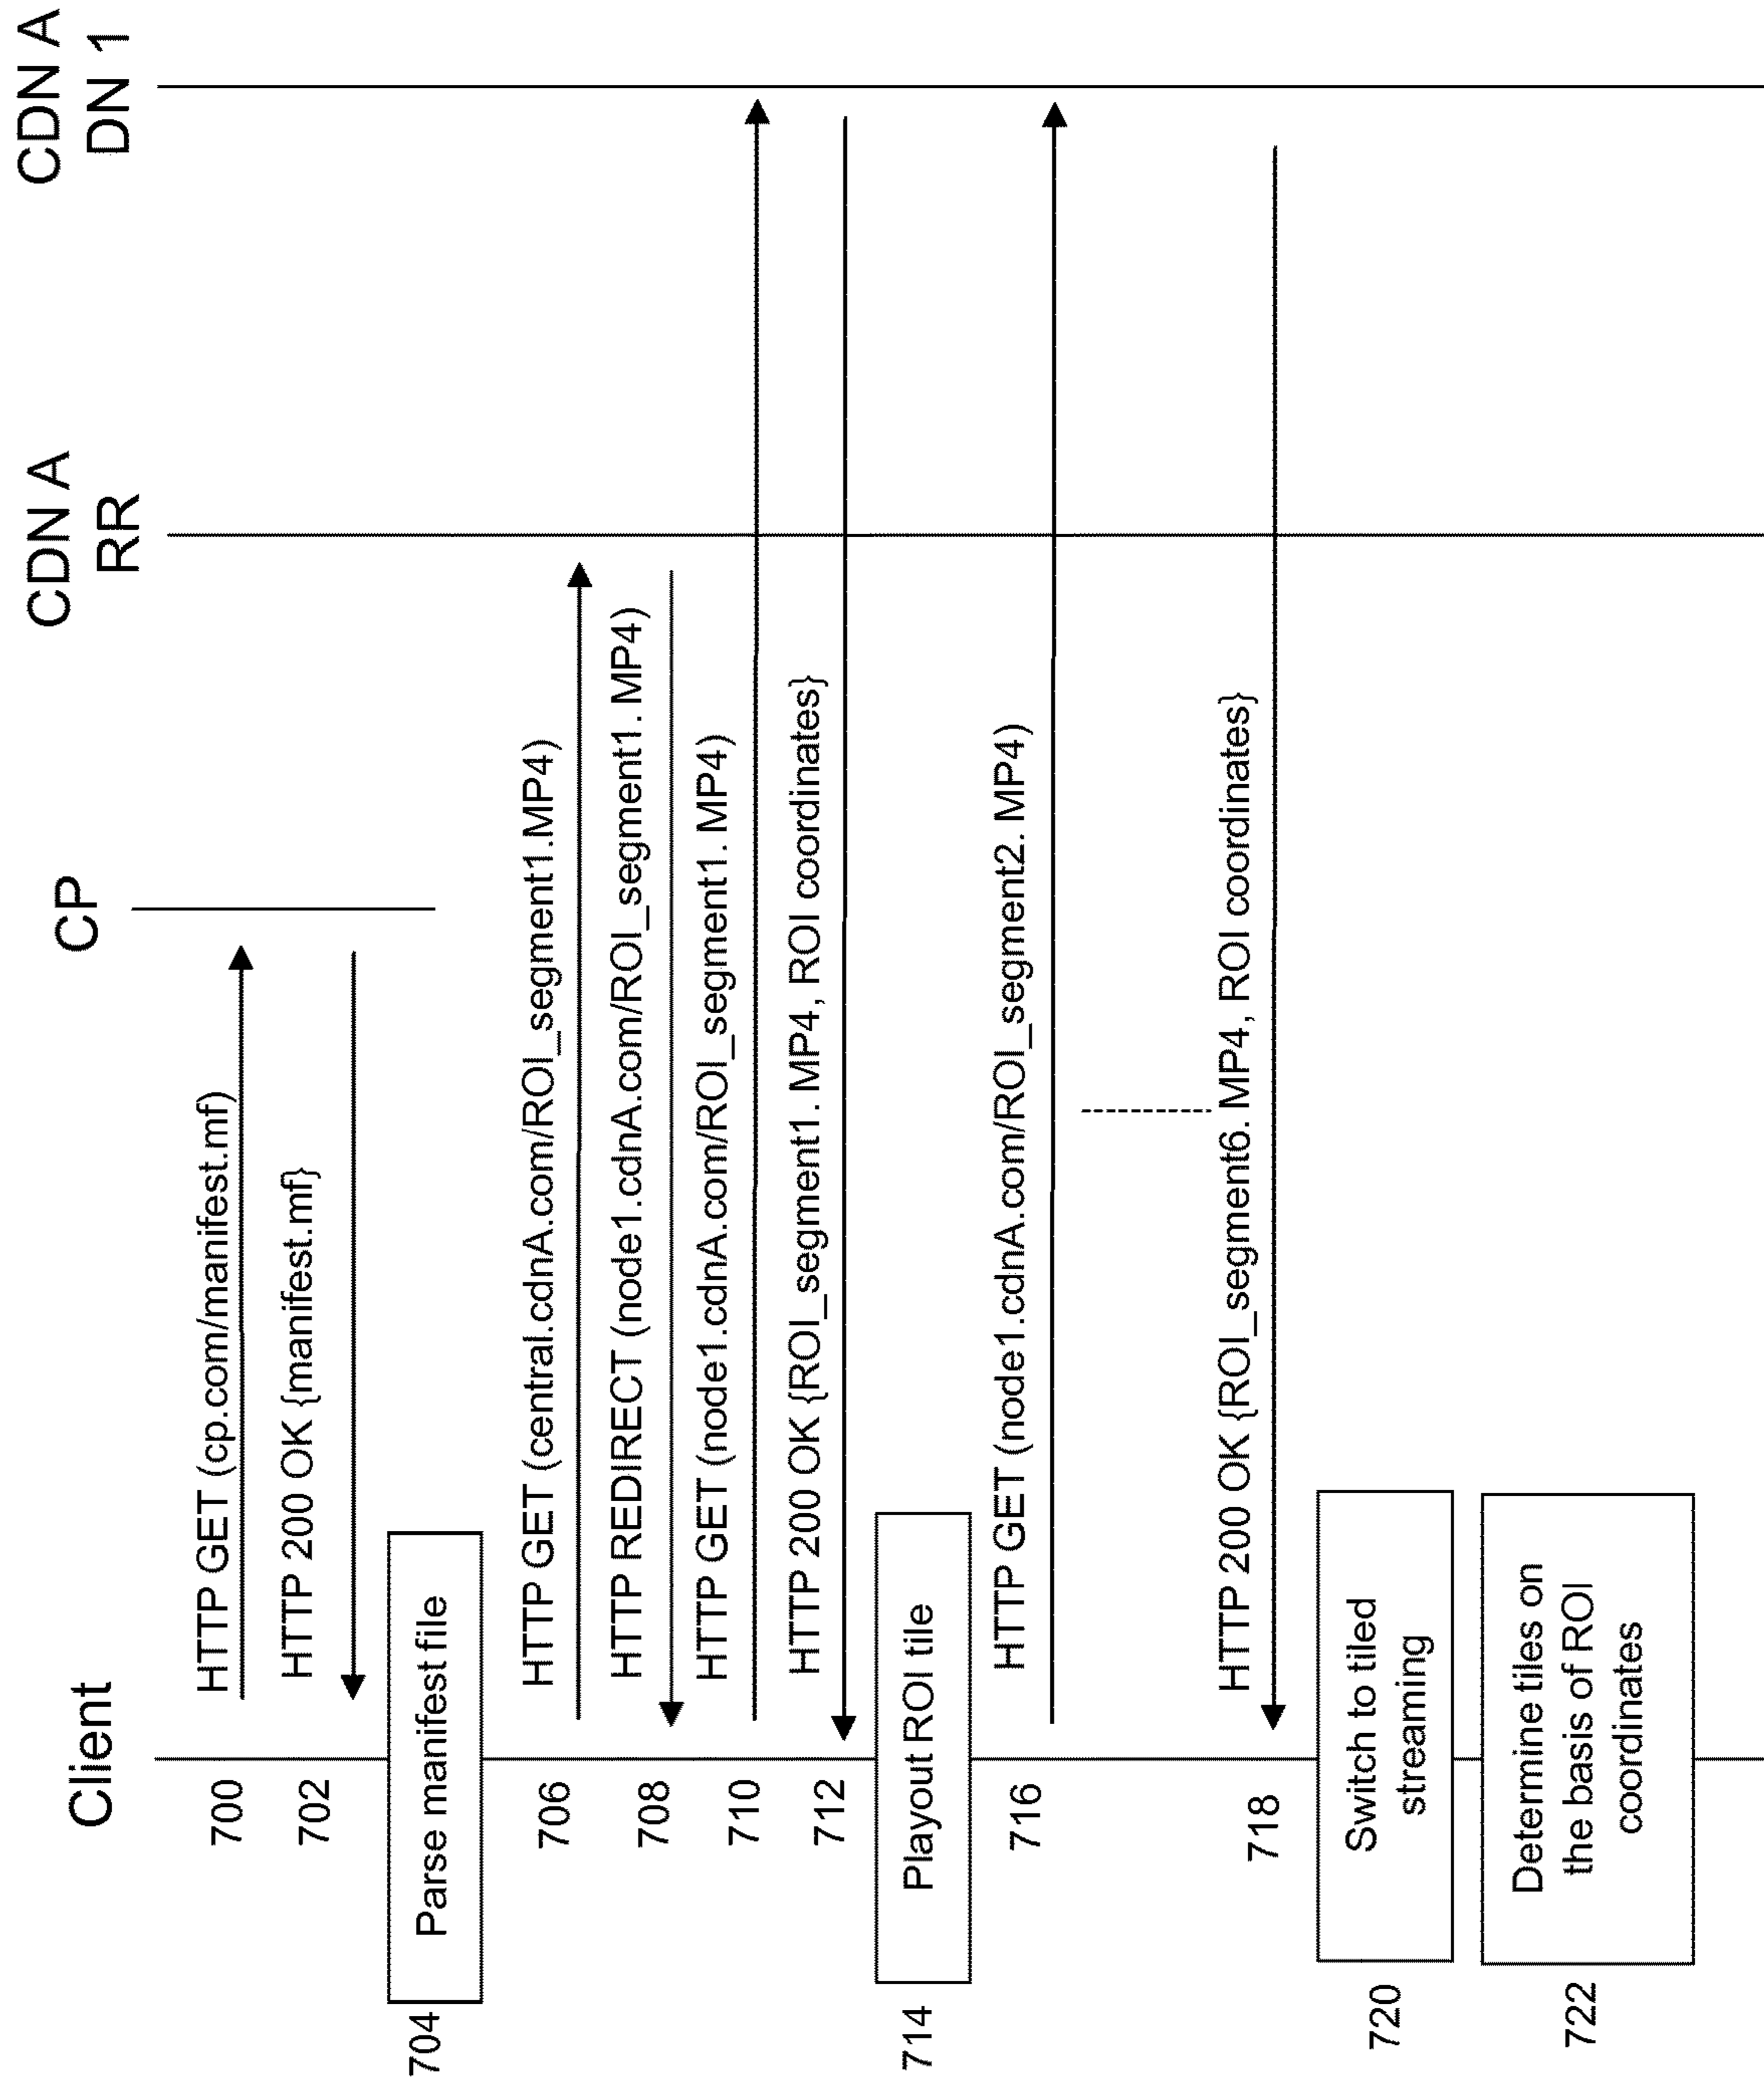 Client
CP
CDN A
RR
CDN A
DN 1
700
HTTP GET (cp.com/manifest.mf)
702
HTTP 200 OK {manifest.mf}
704
Parse manifest file
706
HTTP GET (central.cdnA.com/ROI_segment1.MP4)
708
HTTP REDIRECT (node1.cdnA.com/ROI_segment1. MP4)
710
HTTP GET (node1.cdnA.com/ROI_segment1. MP4)
712
HTTP 200 OK {ROI_segment1. MP4, ROI coordinates}
714
Playout ROI tile
716
HTTP GET (node1.cdnA.com/ROI_segment2. MP4)
718
HTTP 200 OK {ROI_segment6. MP4, ROI coordinates}
720
Switch to tiled
streaming
722
Determine tiles on
the basis of ROI
coordinates